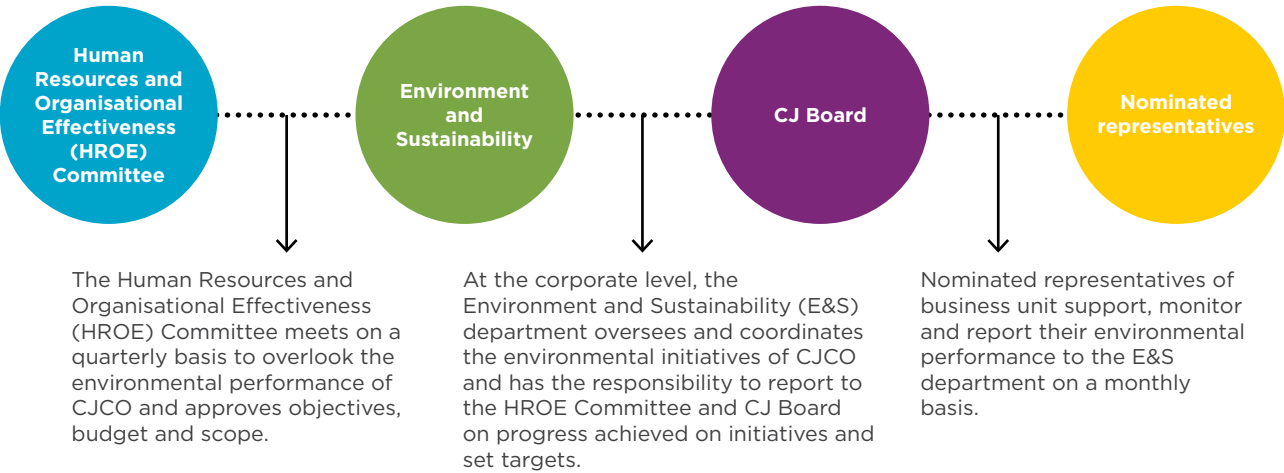 Human
Resources and
Organisational
Effectiveness
(HROE)
Committee
Environment
and
Sustainability
CJ Board
Nominated
representatives
The Human Resources and
Organisational Effectiveness
(HROE) Committee meets on a
quarterly basis to overlook the
environmental performance of
CJCO and approves objectives,
budget and scope.
At the corporate level, the
Environment and Sustainability (E&S)
department oversees and coordinates
the environmental initiatives of CJCO
and has the responsibility to report to
the HROE Committee and CJ Board
on progress achieved on initiatives and
set targets.
Nominated representatives of
business unit support, monitor
and report their environmental
performance to the E&S
department on a monthly
basis.